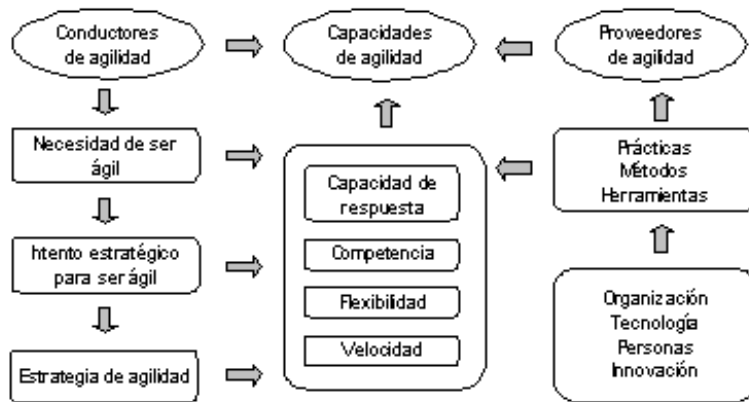 Conductores
de agilidad
Capacidades
de agilidad
Proveedores
de agilidad
Necesidad de ser
ágil
Capacidad de
respuesta
Prácticas
Métodos
Herramientas
htento estratégico
para ser ágil
Competencia
Flexibilidad
Organización
Tecnología
Personas
Innovación
Estrategia de agilidad
Velocidad